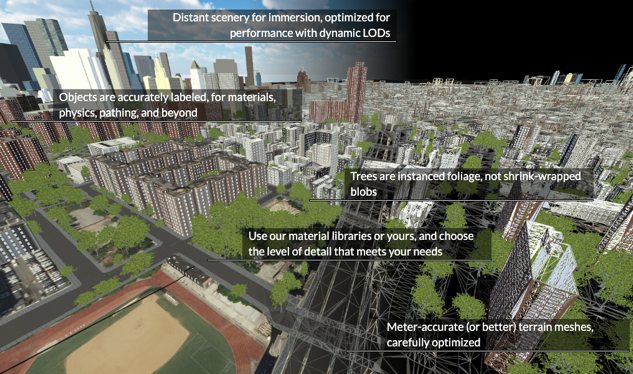 Distant scenery for immersion, optimized for
performance with dynamic LODs
Objects are accurately labeled, for materials,
physics, pathing, and beyond
Trees are instanced foliage, not shrink-wrapped
blobs
Use our material libraries or yours, and choose
the level of detail that meets your needs
Meter-accurate (or better) terrain meshes,
carefully optimized